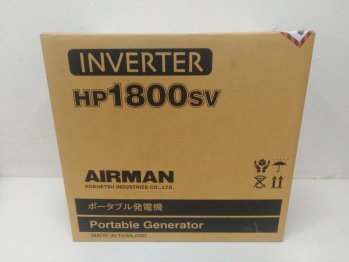 INVERTER
HP1800SV
AIRMAN
HOKUETSU INDUSTRIES CO., LTD.
ポータブル発電機
Portable Generator
MADE IN THAILAND